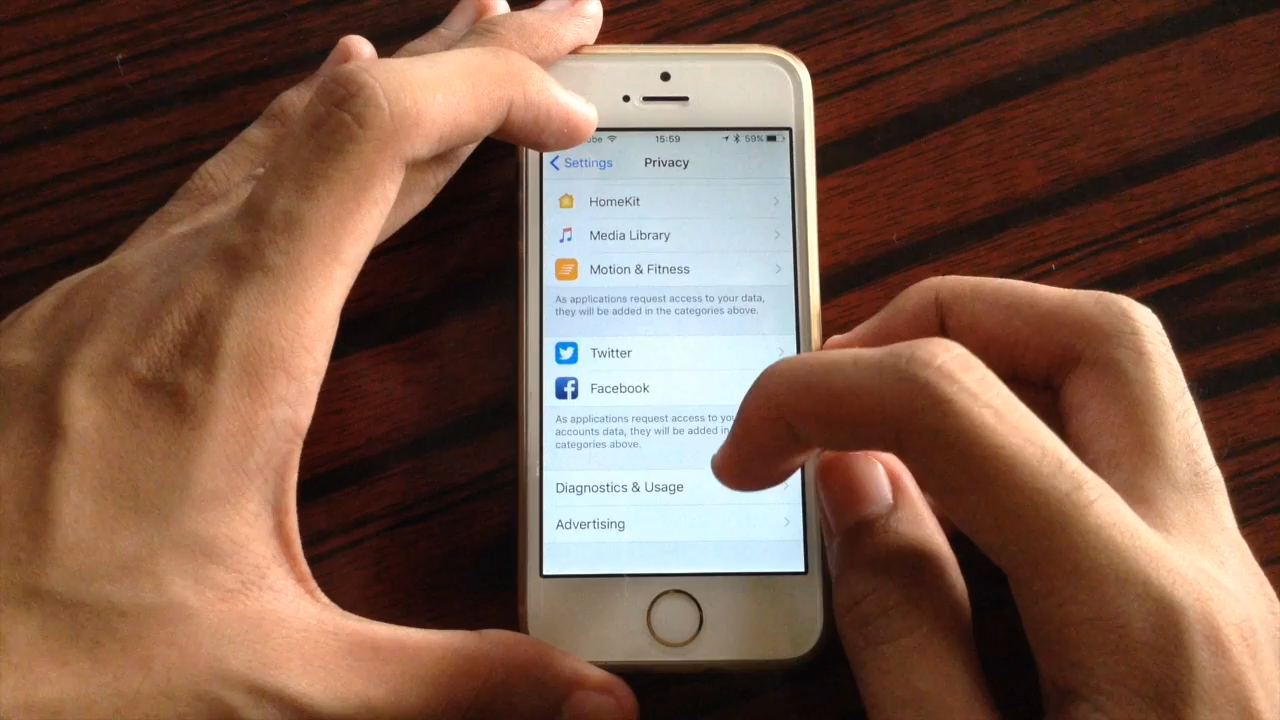 15:59 59%
Settings Privacy
HomeKit
Media Library
Motion & Fitness
As applications request access to your data,
they will be added in the categories above.
Twitter
Facebook
As applications request access to
accounts data, they will be added in
categories above.
Diagnostics & Usage
Advertising